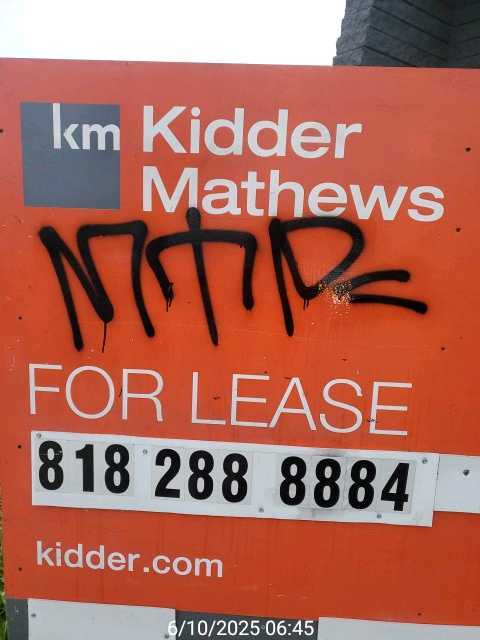 km Kidder
Mathews
FOR LEASE
818 288 8884
kidder.com
6/10/2025 06:45